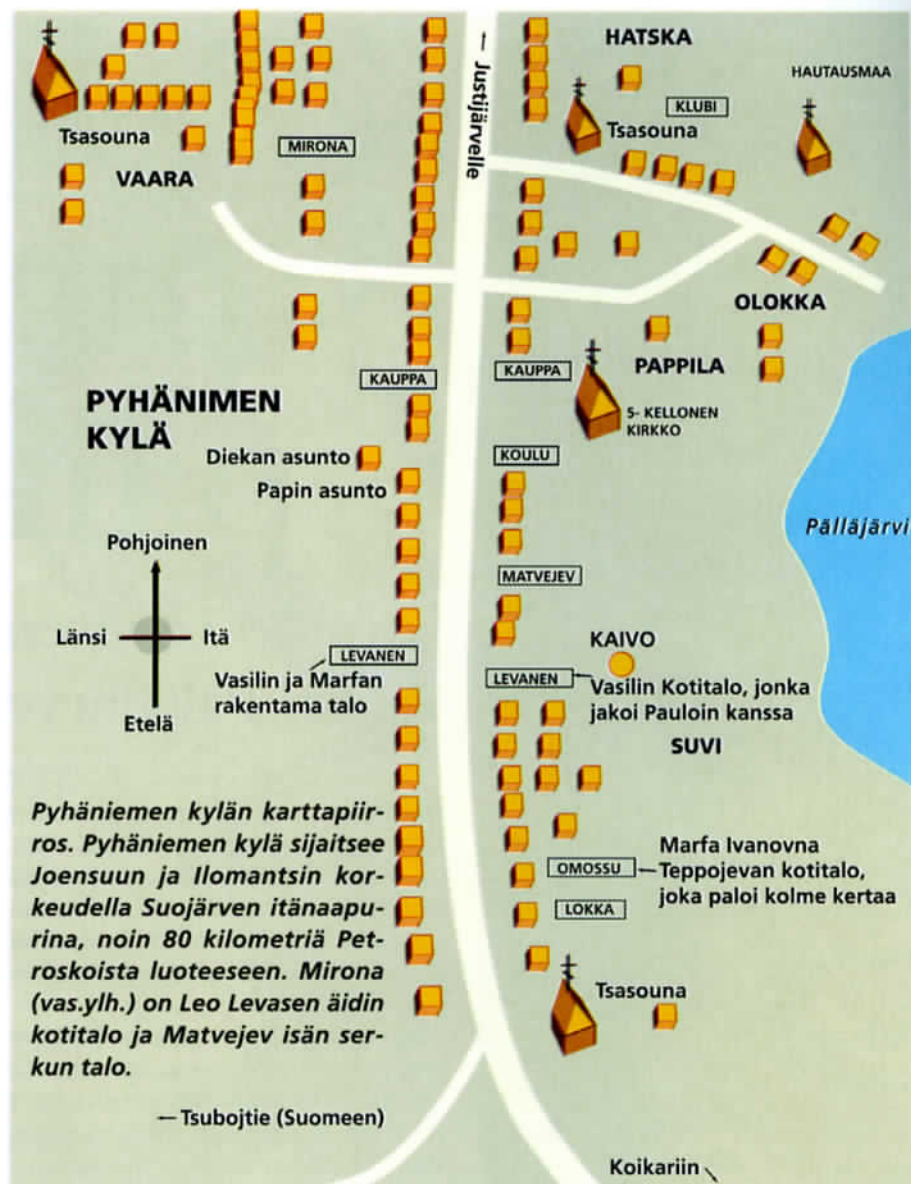 ← Justijärvelle
HATSKA
HAUTAUSMAA
KLUBI
Tsasouna
Tsasouna
MIRONA
VAARA
OLOKKA
KAUPPA
KAUPPA
PAPPILA
PYHÄNIMEN
KYLÄ
5- KELLONEN
KIRKKO
Diekan asunto
KOULU
Papin asunto
Pälläjärvi
Pohjoinen
MATVEJEV
Länsi
Itä
KAIVO
LEVANEN
Vasilin ja Marfan
rakentama talo
LEVANEN
Vasilin Kotitalo, jonka
jakoi Pauloin kanssa
Etelä
SUVI
Pyhäniemen kylän karttapiir-
ros. Pyhäniemen kylä sijaitsee
Joensuun ja Ilomantsin kor-
keudella Suojärven itänaapu-
rina, noin 80 kilometriä Pet-
roskoista luoteeseen. Mirona
(vas.ylh.) on Leo Levasen äidin
kotitalo ja Matvejev isän ser-
kun talo.
OMOSSU
Marfa Ivanovna
Teppojevan kotitalo,
joka paloi kolme kertaa
LOKKA
Tsasouna
← Tsubojtie (Suomeen)
Koikariin ↘